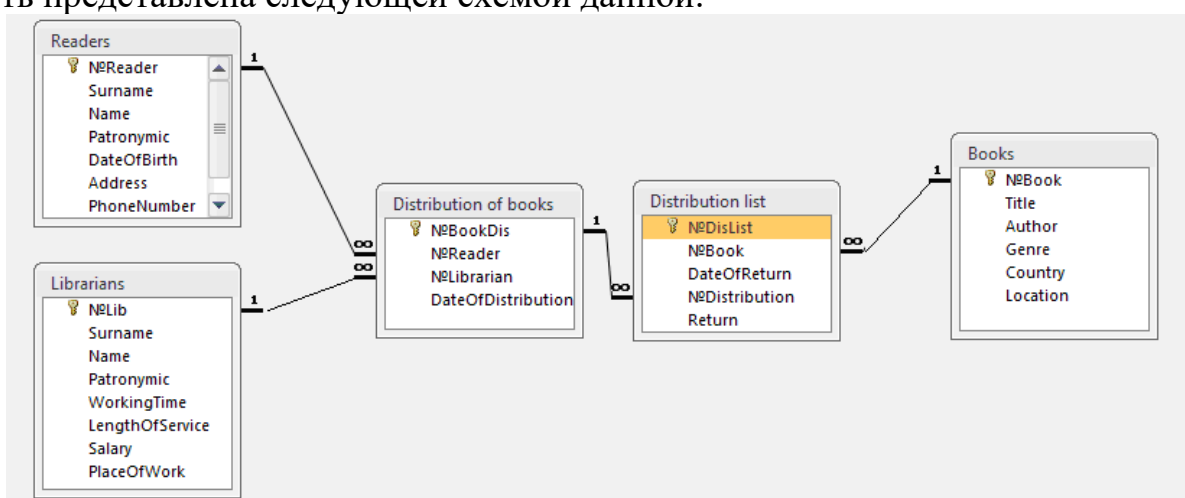 ть представлена следующей схемой данной:
Readers
№Reader
Surname
Name
Patronymic
DateOfBirth
Address
PhoneNumber
1
Librarians
№Lib
Surname
Name
Patronymic
WorkingTime
LengthOfService
Salary
PlaceOfWork
1
∞
∞
Distribution of books
№BookDis
№Reader
№Librarian
DateOfDistribution
1
∞
Distribution list
№DisList
№Book
DateOfReturn
№Distribution
Return
∞
1
Books
№Book
Title
Author
Genre
Country
Location